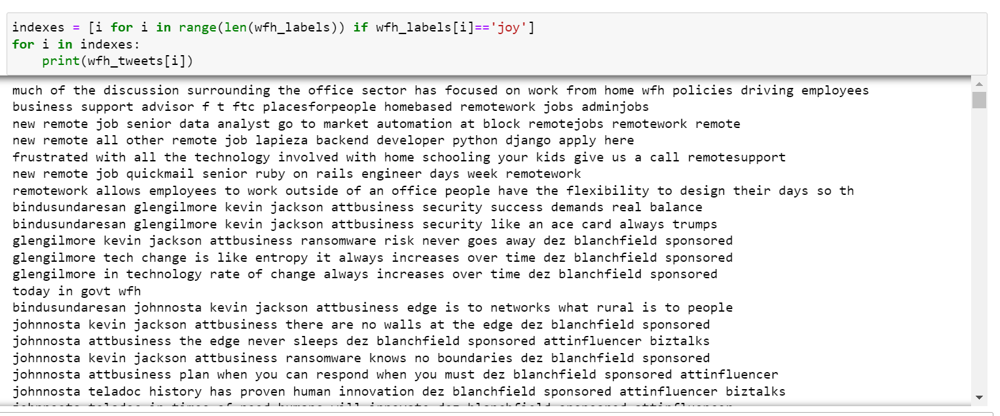 indexes = [i for i in range(len(wfh_labels)) if wfh_labels[i]=='joy']
for i in indexes:
    print(wfh_tweets[i])
much of the discussion surrounding the office sector has focused on work from home wfh policies driving employees
business support advisor f t ftc placesforpeople homebased remotework jobs adminjobs
new remote job senior data analyst go to market automation at block remotejobs remotework remote
new remote all other remote job lapieza backend developer python django apply here
frustrated with all the technology involved with home schooling your kids give us a call remotesupport
new remote job quickmail senior ruby on rails engineer days week remotework
remotework allows employees to work outside of an office people have the flexibility to design their days so th
bindusundaresan glengilmore kevin jackson attbusiness security success demands real balance
bindusundaresan glengilmore kevin jackson attbusiness security like an ace card always trumps
glengilmore kevin jackson attbusiness ransomware risk never goes away dez blanchfield sponsored
glengilmore tech change is like entropy it always increases over time dez blanchfield sponsored
glengilmore in technology rate of change always increases over time dez blanchfield sponsored
today in govt wfh
bindusundaresan johnnosta kevin jackson attbusiness edge is to networks what rural is to people
johnnosta kevin jackson attbusiness there are no walls at the edge dez blanchfield sponsored
johnnosta attbusiness the edge never sleeps dez blanchfield sponsored attinfluencer biztalks
johnnosta kevin jackson attbusiness ransomware knows no boundaries dez blanchfield sponsored
johnnosta attbusiness plan when you can respond when you must dez blanchfield sponsored attinfluencer
johnnosta teladoc history has proven human innovation dez blanchfield sponsored attinfluencer biztalks